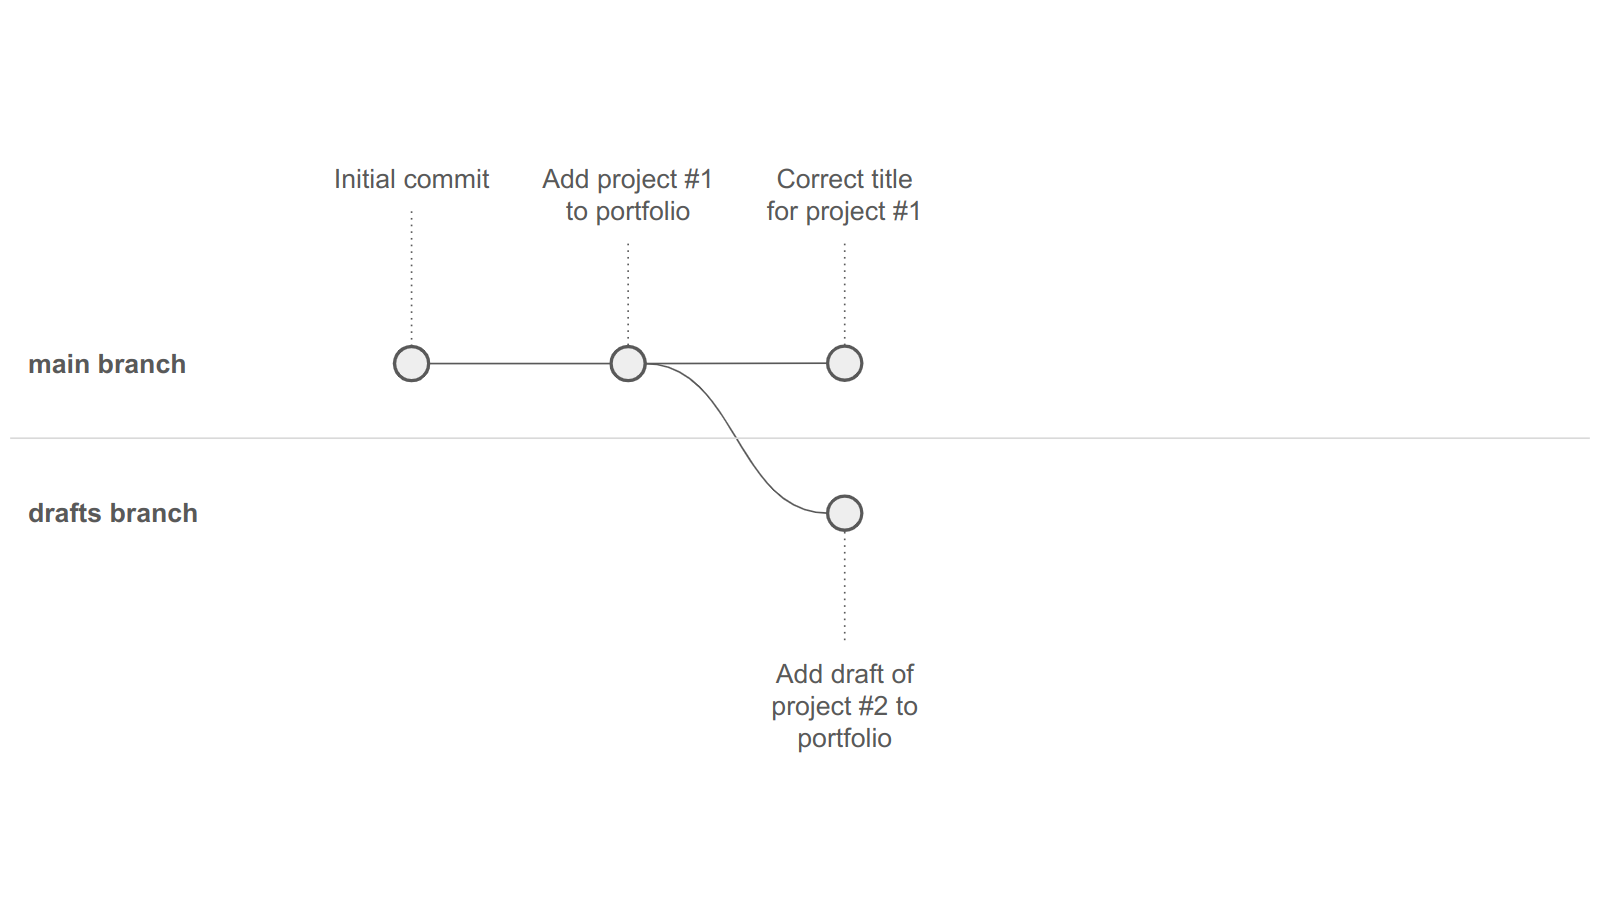 Initial commit
Add project #1
to portfolio
Correct title
for project #1
main branch
drafts branch
Add draft of
project #2 to
portfolio